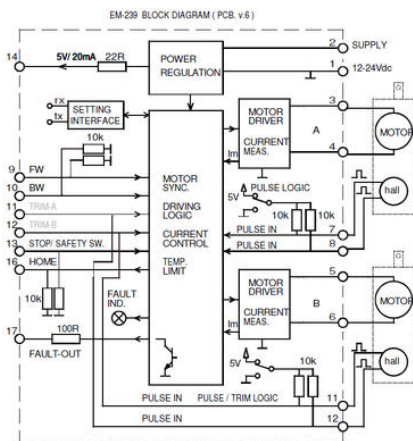 EM-239 BLOCK DIAGRAM ( PCB. v.6 )
14
5V/ 20mA
22R
POWER
REGULATION
2
SUPPLY
1
12-24Vdc
rx
tx
SETTING
INTERFACE
10k
MOTOR
DRIVER
CURRENT
MEAS.
A
Im
3
4
MOTOR
hall
9
FW
10
BW
11
TRIM-A
12
TRIM-B
13
STOP/ SAFETY SW.
16
HOME
10k
MOTOR
SYNC.
DRIVING
LOGIC
CURRENT
CONTROL
TEMP.
LIMIT
5V
PULSE LOGIC
10k
10k
PULSE IN
7
PULSE IN
8
FAULT
IND.
17
100R
FAULT-OUT
MOTOR
DRIVER
CURRENT
MEAS.
B
Im
5
6
MOTOR
hall
5V
10k
PULSE IN
PULSE / TRIM LOGIC
11
PULSE IN
12